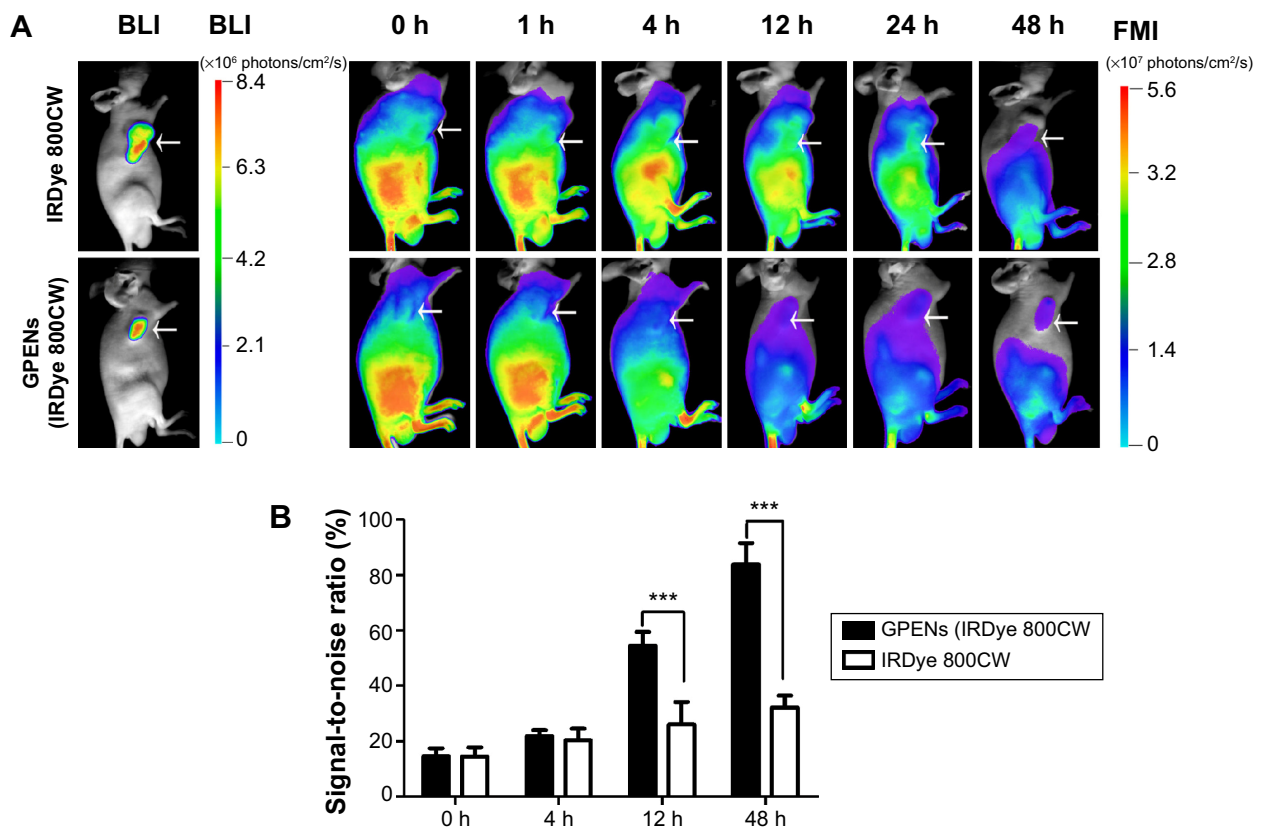 A
BLI
BLI
0 h
1 h
4 h
12 h
24 h
48 h
FMI
(×10⁶ photons/cm²/s)
(×10⁷ photons/cm²/s)
IRDye 800CW
8.4
6.3
4.2
2.1
0
5.6
3.2
2.8
1.4
0
GPENs
(IRDye 800CW)
B
Signal-to-noise ratio (%)
100
80
60
40
20
0
***
***
0 h
4 h
12 h
48 h
GPENs (IRDye 800CW
IRDye 800CW